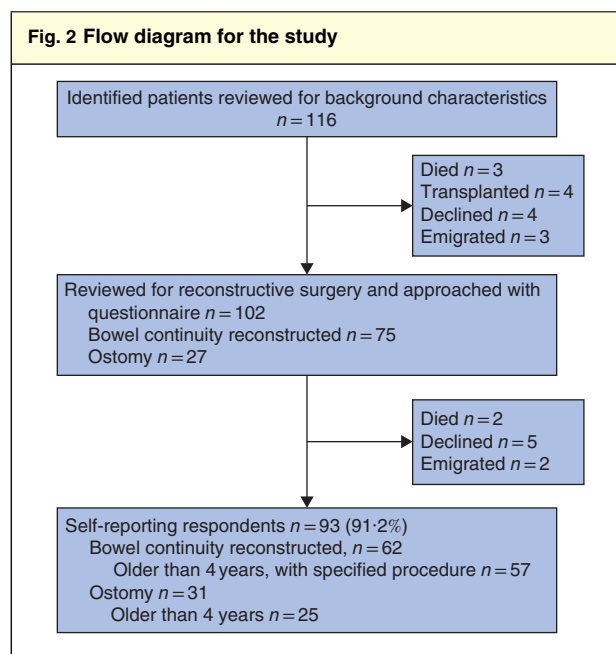 Fig. 2 Flow diagram for the study
Identified patients reviewed for background characteristics
n = 116
Died n = 3
Transplanted n = 4
Declined n = 4
Emigrated n = 3
Reviewed for reconstructive surgery and approached with
questionnaire n = 102
Bowel continuity reconstructed n = 75
Ostomy n = 27
Died n = 2
Declined n = 5
Emigrated n = 2
Self-reporting respondents n = 93 (91·2%)
Bowel continuity reconstructed, n = 62
Older than 4 years, with specified procedure n = 57
Ostomy n = 31
Older than 4 years n = 25